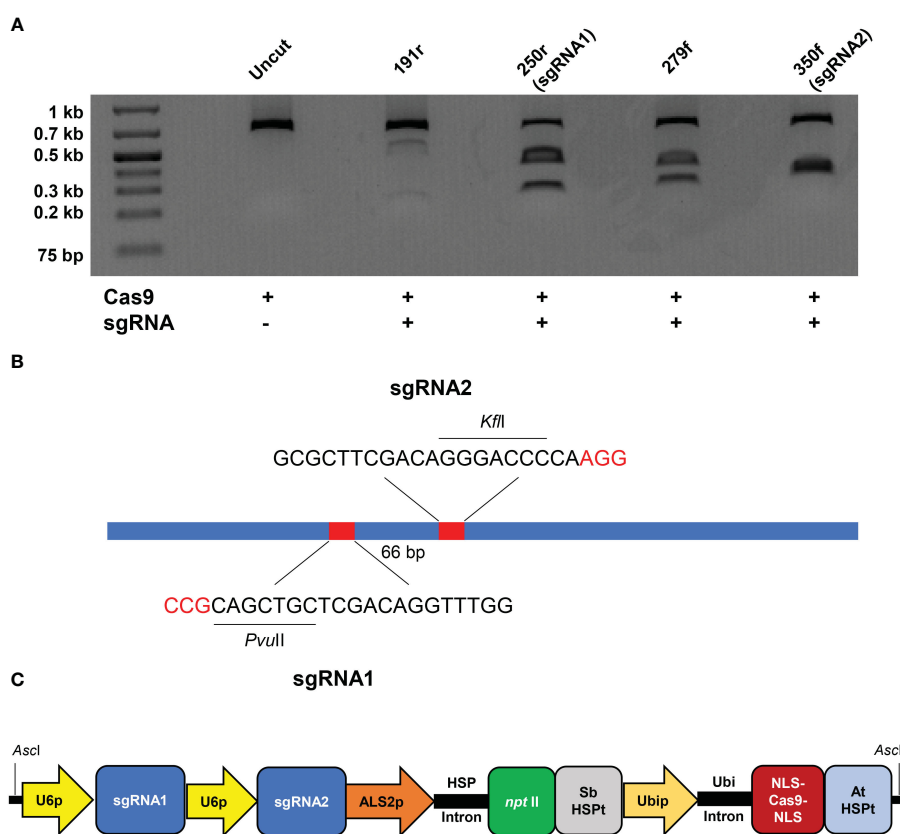 A
Uncut
191r
250r
(sgRNA1)
279f
350f
(sgRNA2)
1 kb
0.7 kb
0.5 kb
0.3 kb
0.2 kb
75 bp
Cas9 + + + + +
sgRNA - + + + +
B
sgRNA2
KflI
GCGCTTCGACAGGGACCCCAAGG
66 bp
CCGCAGCTGCTCGACAGGTTTGG
PvuII
sgRNA1
C
AscI AscI
U6p sgRNA1 U6p sgRNA2 ALS2p HSP Intron npt II Sb HSPt Ubip Ubi Intron NLS-Cas9-NLS At HSPt